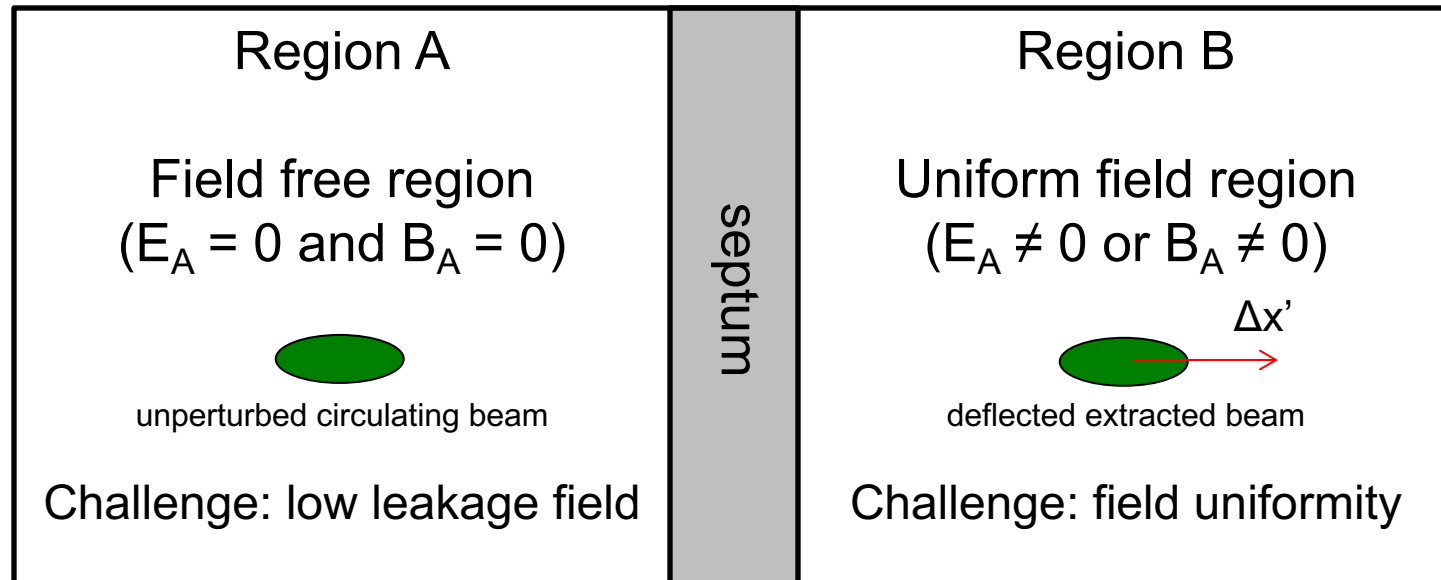 Region A
Field free region
(E_A = 0 and B_A = 0)
unperturbed circulating beam
Challenge: low leakage field
septum
Region B
Uniform field region
(E_A ≠ 0 or B_A ≠ 0)
Δx’
deflected extracted beam
Challenge: field uniformity